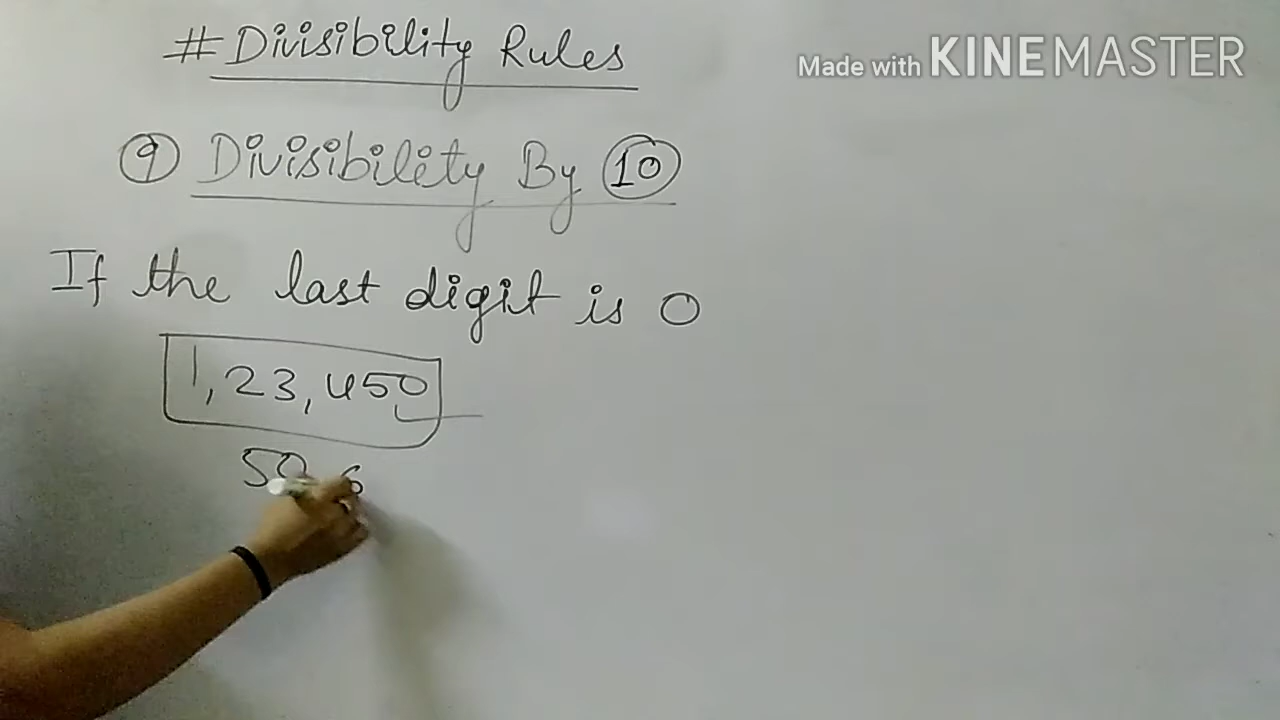 # Divisibility Rules
Made with KINEMASTER
9 Divisibility By 10
If the last digit is 0
1,23,450